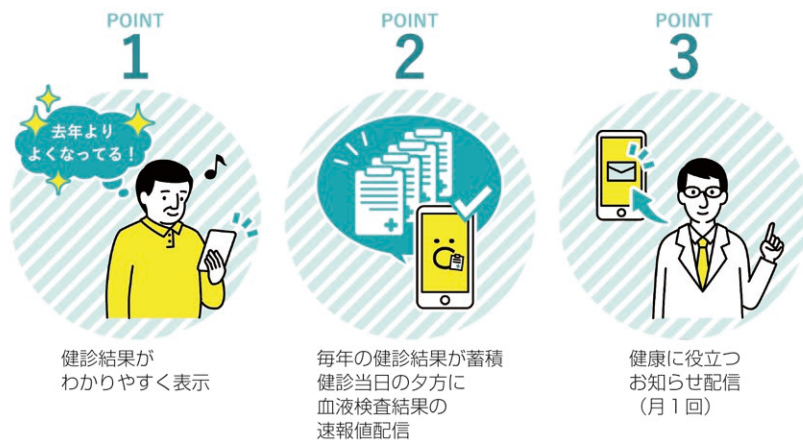 POINT
1
去年より
よくなってる！
健診結果が
わかりやすく表示
POINT
2
毎年の健診結果が蓄積
健診当日の夕方に
血液検査結果の
速報値配信
POINT
3
健康に役立つ
お知らせ配信
（月１回）